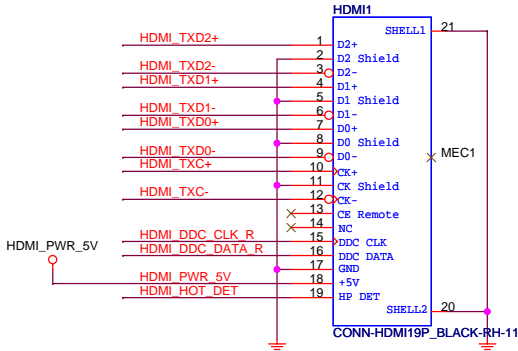 HDMI1
SHELL1 21
HDMI_TXD2+ 1 D2+
2 D2 Shield
HDMI_TXD2- 3 D2-
HDMI_TXD1+ 4 D1+
5 D1 Shield
HDMI_TXD1- 6 D1-
HDMI_TXD0+ 7 D0+
8 D0 Shield
HDMI_TXD0- 9 D0-
MEC1
HDMI_TXC+ 10 CK+
11 CK Shield
HDMI_TXC- 12 CK-
13 CE Remote
14 NC
HDMI_DDC_CLK_R 15 DDC CLK
HDMI_PWR_5V
HDMI_DDC_DATA_R 16 DDC DATA
17 GND
HDMI_PWR_5V 18 +5V
HDMI_HOT_DET 19 HP DET
SHELL2 20
CONN-HDMI19P_BLACK-RH-11